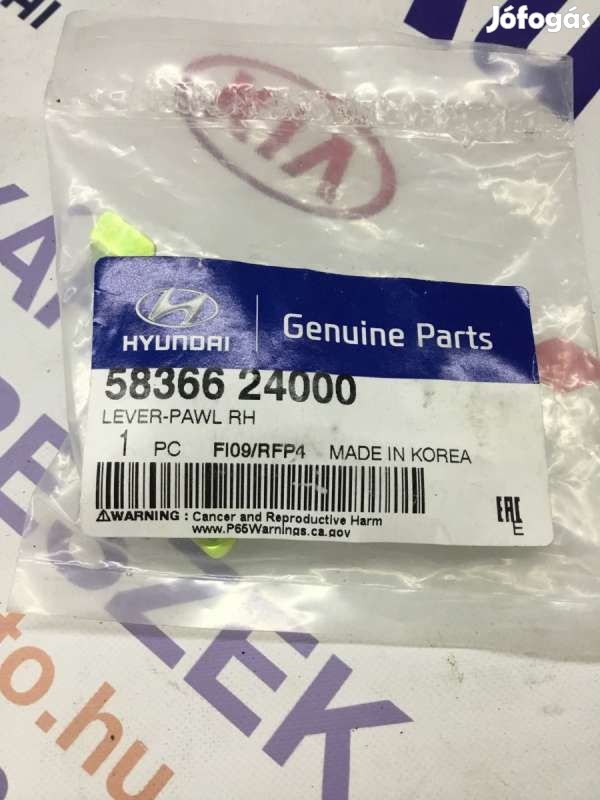 Jófogás
KIA
HYUNDAI
Genuine Parts
58366 24000
LEVER-PAWL RH
1 PC FI09/RFP4 MADE IN KOREA
⚠WARNING : Cancer and Reproductive Harm
www.P65Warnings.ca.gov
EAC
E